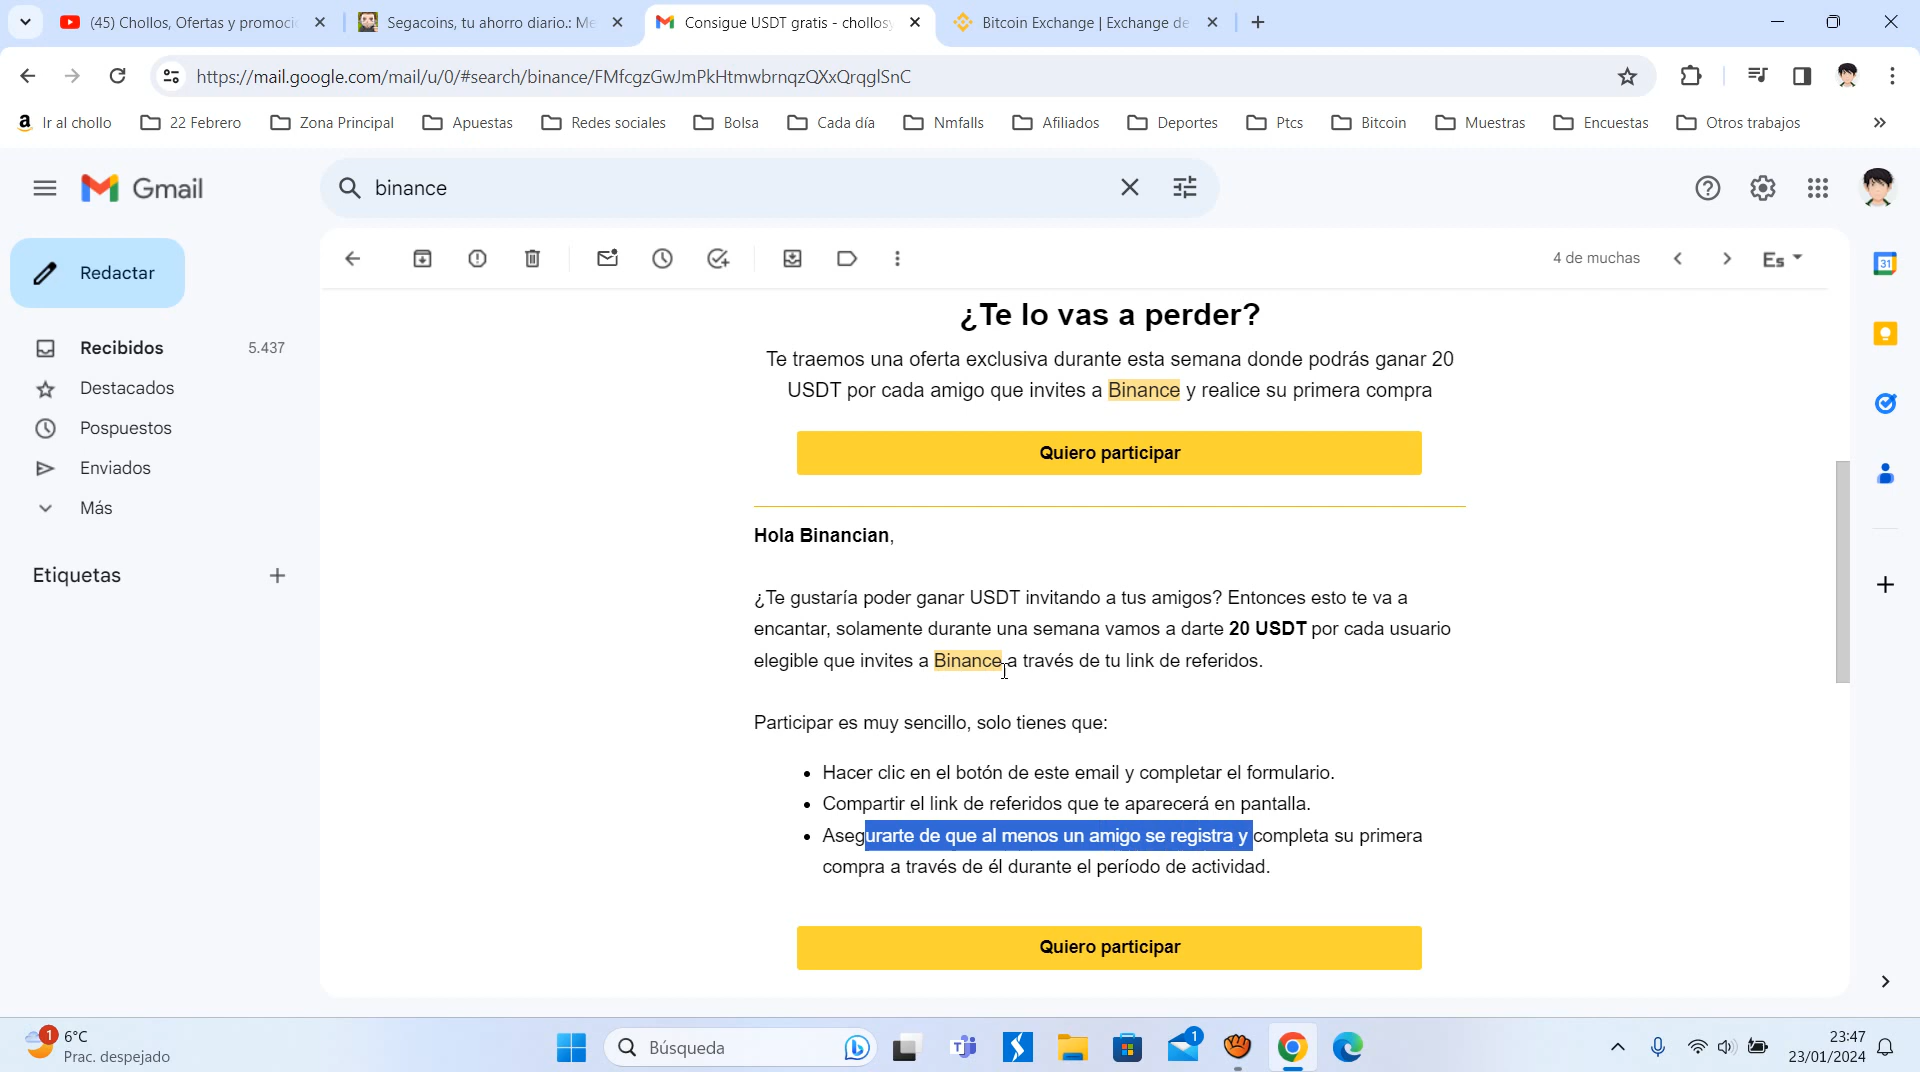 (45) Chollos, Ofertas y promoci
Segacoins, tu ahorro diario.: Me
Consigue USDT gratis - chollosy
Bitcoin Exchange | Exchange de
https://mail.google.com/mail/u/0/#search/binance/FMfcgzGwJmPkHtmwbrnqzQXxQrqglSnC
Ir al chollo
22 Febrero
Zona Principal
Apuestas
Redes sociales
Bolsa
Cada día
Nmfalls
Afiliados
Deportes
Ptcs
Bitcoin
Muestras
Encuestas
Otros trabajos
Gmail
binance
Redactar
4 de muchas
Es
Recibidos 5.437
Destacados
Pospuestos
Enviados
Más
Etiquetas
31
¿Te lo vas a perder?
Te traemos una oferta exclusiva durante esta semana donde podrás ganar 20
USDT por cada amigo que invites a Binance y realice su primera compra
Quiero participar
Hola Binancian,
¿Te gustaría poder ganar USDT invitando a tus amigos? Entonces esto te va a
encantar, solamente durante una semana vamos a darte 20 USDT por cada usuario
elegible que invites a Binance a través de tu link de referidos.
Participar es muy sencillo, solo tienes que:
• Hacer clic en el botón de este email y completar el formulario.
• Compartir el link de referidos que te aparecerá en pantalla.
• Asegurarte de que al menos un amigo se registra y completa su primera
compra a través de él durante el período de actividad.
Quiero participar
1
6°C
Prac. despejado
Búsqueda
1
23:47
23/01/2024